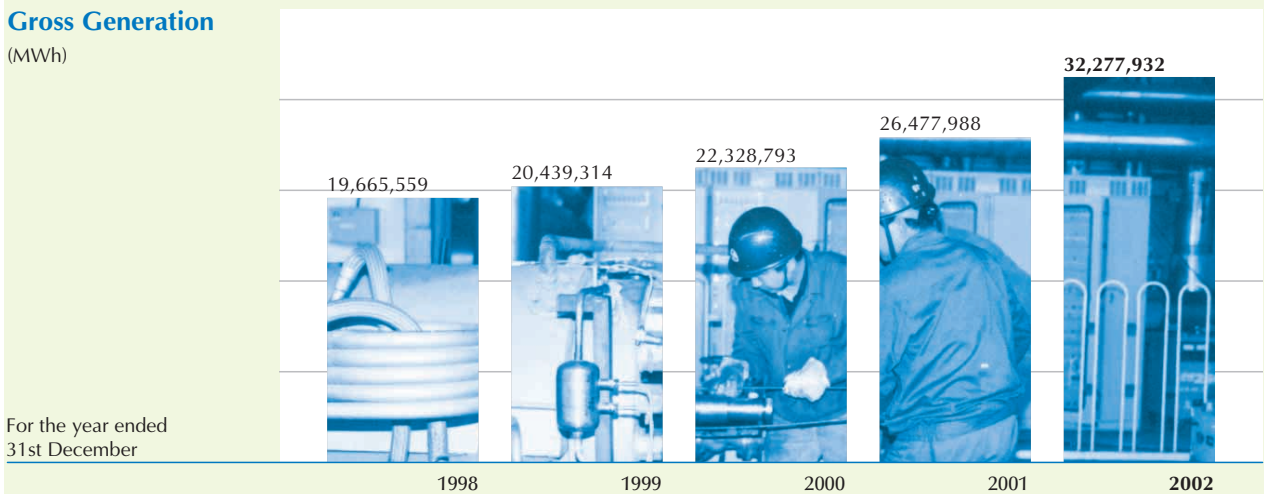 Gross Generation
(MWh)
32,277,932
26,477,988
22,328,793
20,439,314
19,665,559
For the year ended
31st December
1998 1999 2000 2001 2002